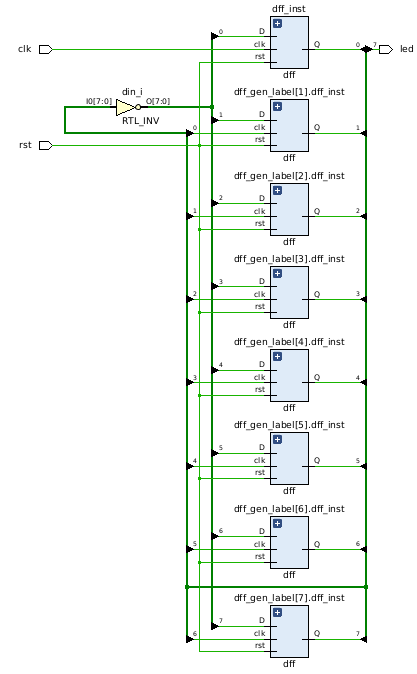 dff_inst
0 D
clk clk Q 0 7 led
rst
dff
din_i
I0[7:0] O[7:0]
RTL_INV
dff_gen_label[1].dff_inst
1 D
0 clk Q 1
rst rst
dff
dff_gen_label[2].dff_inst
2 D
1 clk Q 2
rst
dff
dff_gen_label[3].dff_inst
3 D
2 clk Q 3
rst
dff
dff_gen_label[4].dff_inst
4 D
3 clk Q 4
rst
dff
dff_gen_label[5].dff_inst
5 D
4 clk Q 5
rst
dff
dff_gen_label[6].dff_inst
6 D
5 clk Q 6
rst
dff
dff_gen_label[7].dff_inst
7 D
6 clk Q 7
rst
dff